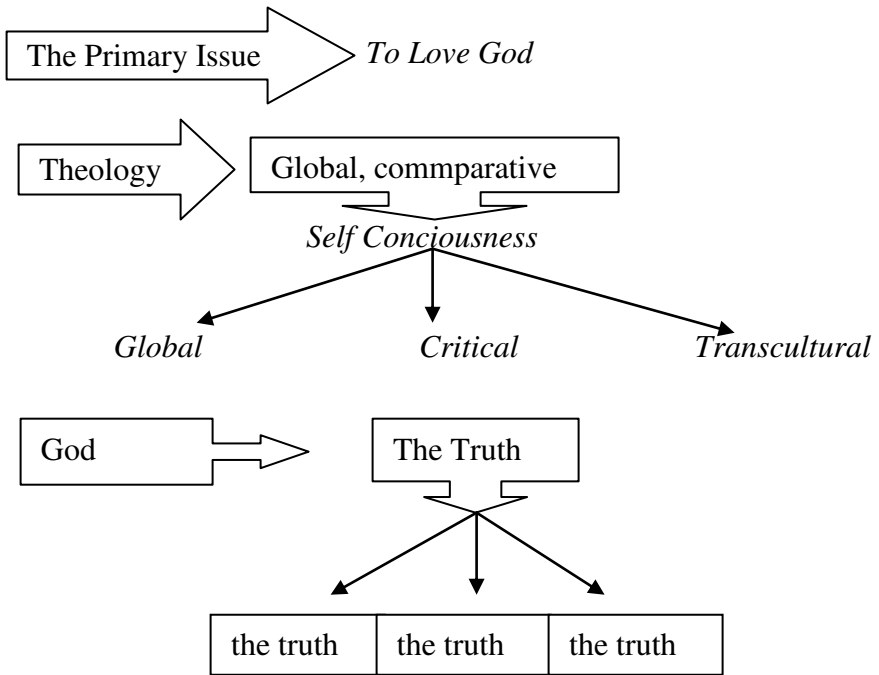 The Primary Issue To Love God
Theology Global, commparative
Self Conciousness
Global Critical Transcultural
God The Truth
the truth the truth the truth